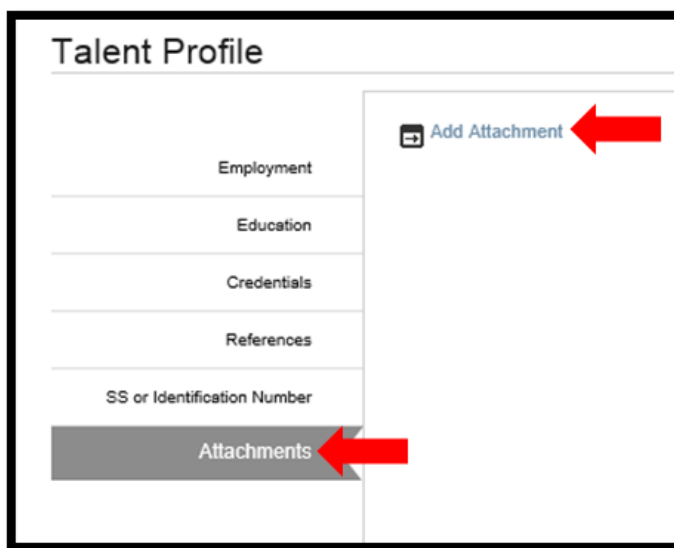 Talent Profile
Add Attachment
Employment
Education
Credentials
References
SS or Identification Number
Attachments